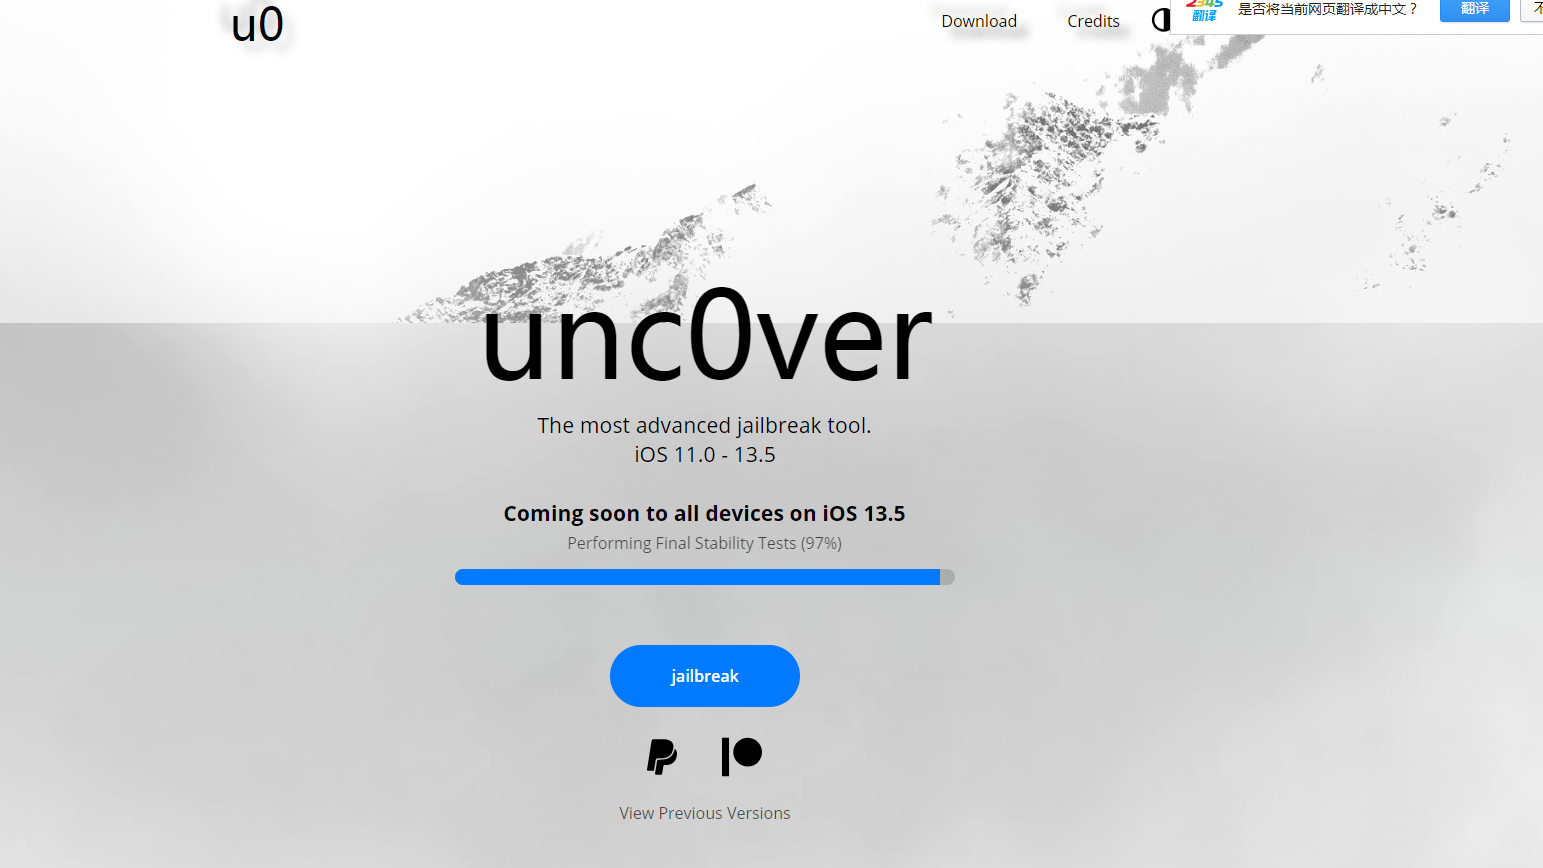 u0
Download
Credits
2345
翻译
是否将当前网页翻译成中文？
翻译
unc0ver
The most advanced jailbreak tool.
iOS 11.0 - 13.5
Coming soon to all devices on iOS 13.5
Performing Final Stability Tests (97%)
jailbreak
View Previous Versions